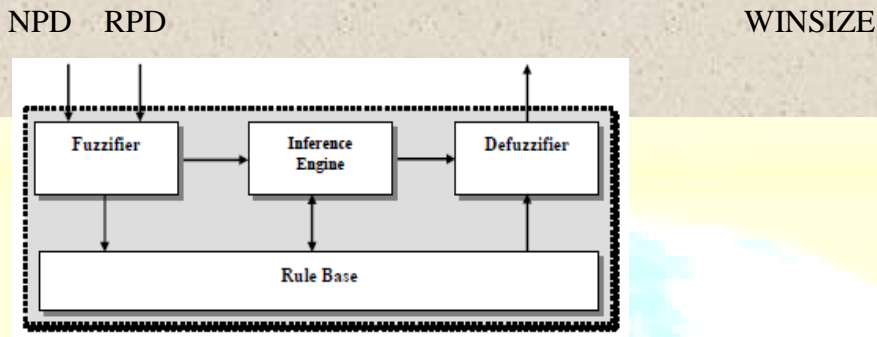 NPD RPD WINSIZE
Fuzzifier
Inference
Engine
Defuzzifier
Rule Base